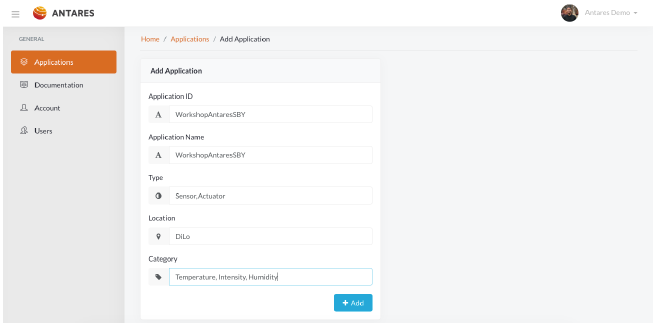 ANTARES
Antares Demo
GENERAL
Applications
Documentation
Account
Users
Home / Applications / Add Application
Add Application
Application ID
WorkshopAntaresSBY
Application Name
WorkshopAntaresSBY
Type
Sensor,Actuator
Location
DiLo
Category
Temperature, Intensity, Humidity
+ Add